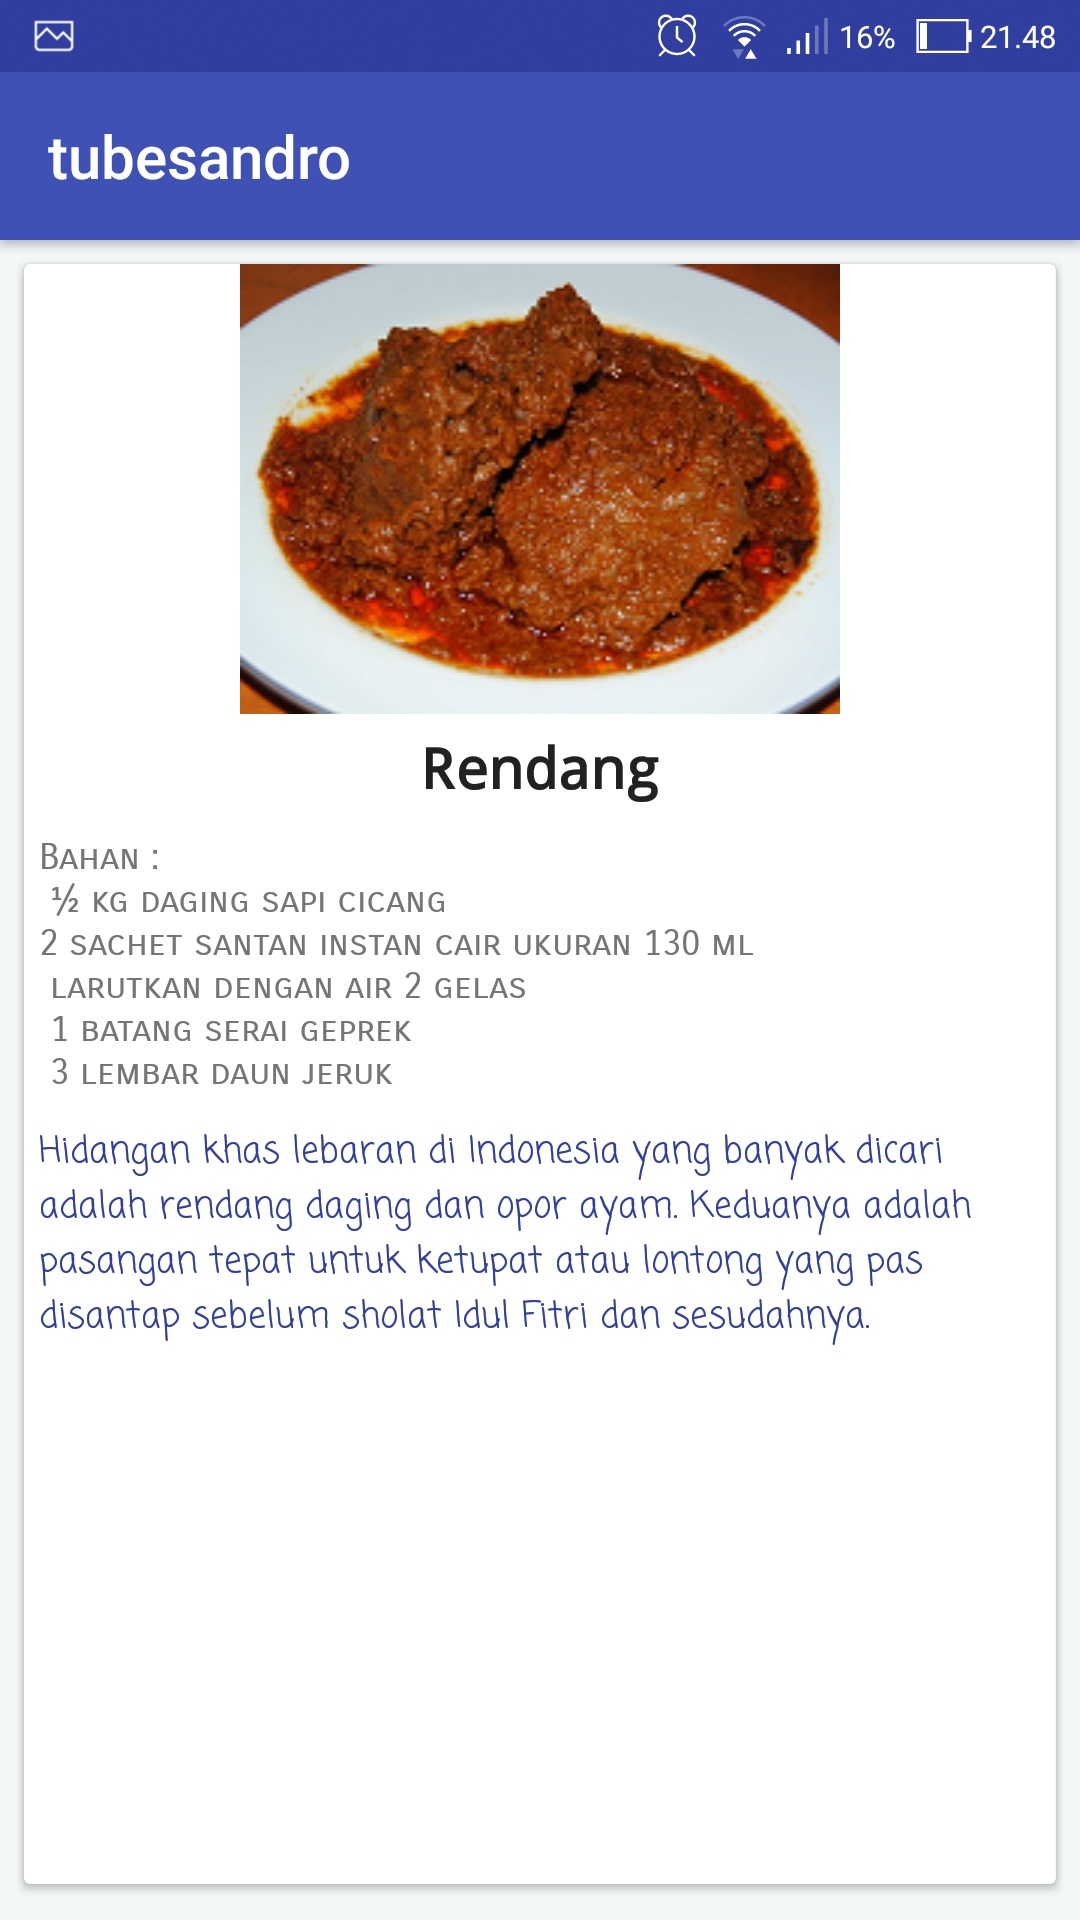 16% 21.48
tubesandro
Rendang
Bahan :
½ kg daging sapi cicang
2 sachet santan instan cair ukuran 130 ml
larutkan dengan air 2 gelas
1 batang serai geprek
3 lembar daun jeruk
Hidangan khas lebaran di Indonesia yang banyak dicari
adalah rendang daging dan opor ayam. Keduanya adalah
pasangan tepat untuk ketupat atau lontong yang pas
disantap sebelum sholat Idul Fitri dan sesudahnya.